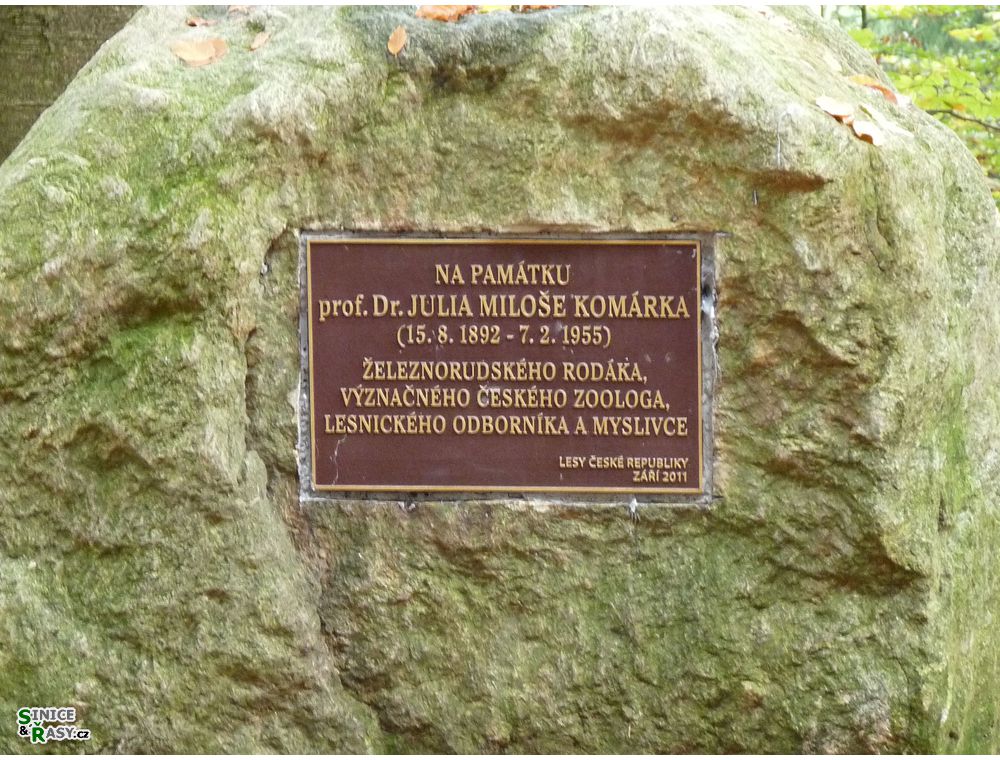 NA PAMÁTKU
prof. Dr. JULIA MILOŠE KOMÁRKA
(15. 8. 1892 - 7. 2. 1955)
ŽELEZNORUDSKÉHO RODÁKA,
VÝZNAČNÉHO ČESKÉHO ZOOLOGA,
LESNICKÉHO ODBORNÍKA A MYSLIVCE
LESY ČESKÉ REPUBLIKY
ZÁŘÍ 2011
SINICE
& ŘASY.cz